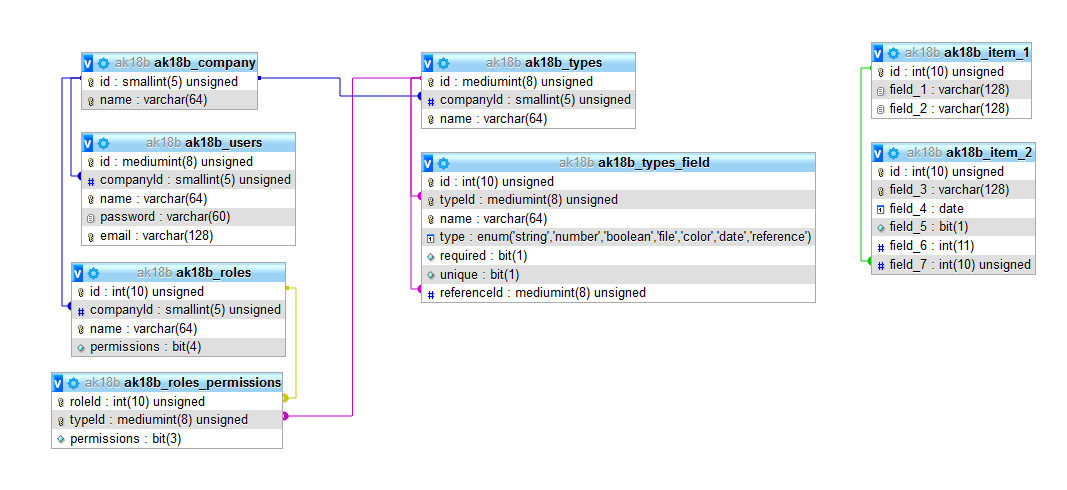 v ak18b ak18b_company
id : smallint(5) unsigned
name : varchar(64)
v ak18b ak18b_users
id : mediumint(8) unsigned
# companyId : smallint(5) unsigned
name : varchar(64)
password : varchar(60)
email : varchar(128)
v ak18b ak18b_roles
id : int(10) unsigned
# companyId : smallint(5) unsigned
name : varchar(64)
permissions : bit(4)
v ak18b ak18b_roles_permissions
roleId : int(10) unsigned
typeId : mediumint(8) unsigned
permissions : bit(3)
v ak18b ak18b_types
id : mediumint(8) unsigned
# companyId : smallint(5) unsigned
name : varchar(64)
v ak18b ak18b_types_field
id : int(10) unsigned
typeId : mediumint(8) unsigned
name : varchar(64)
type : enum('string','number','boolean','file','color','date','reference')
required : bit(1)
unique : bit(1)
# referenceId : mediumint(8) unsigned
v ak18b ak18b_item_1
id : int(10) unsigned
field_1 : varchar(128)
field_2 : varchar(128)
v ak18b ak18b_item_2
id : int(10) unsigned
field_3 : varchar(128)
field_4 : date
field_5 : bit(1)
# field_6 : int(11)
# field_7 : int(10) unsigned